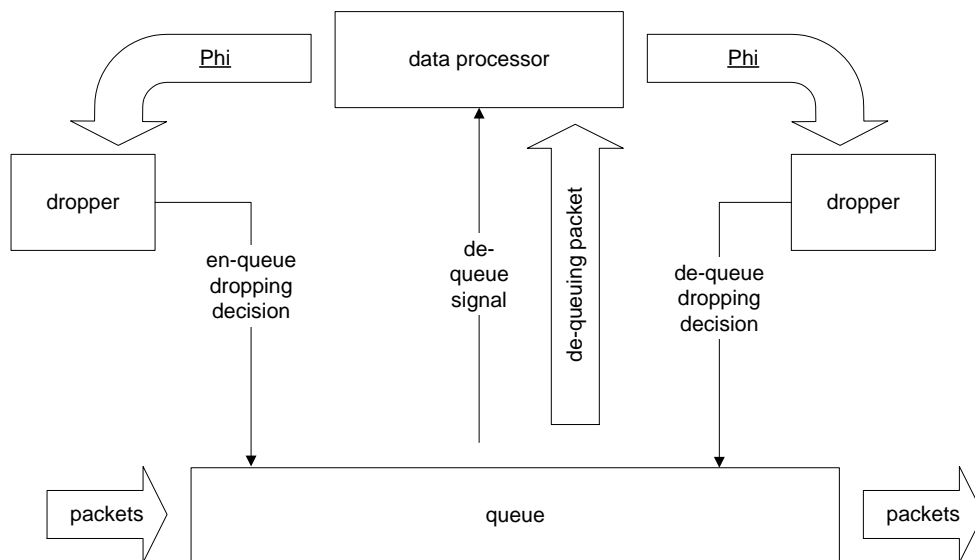 Phi
data processor
Phi
dropper
dropper
en-queue
dropping
decision
de-
queue
signal
de-queuing packet
de-queue
dropping
decision
packets
queue
packets